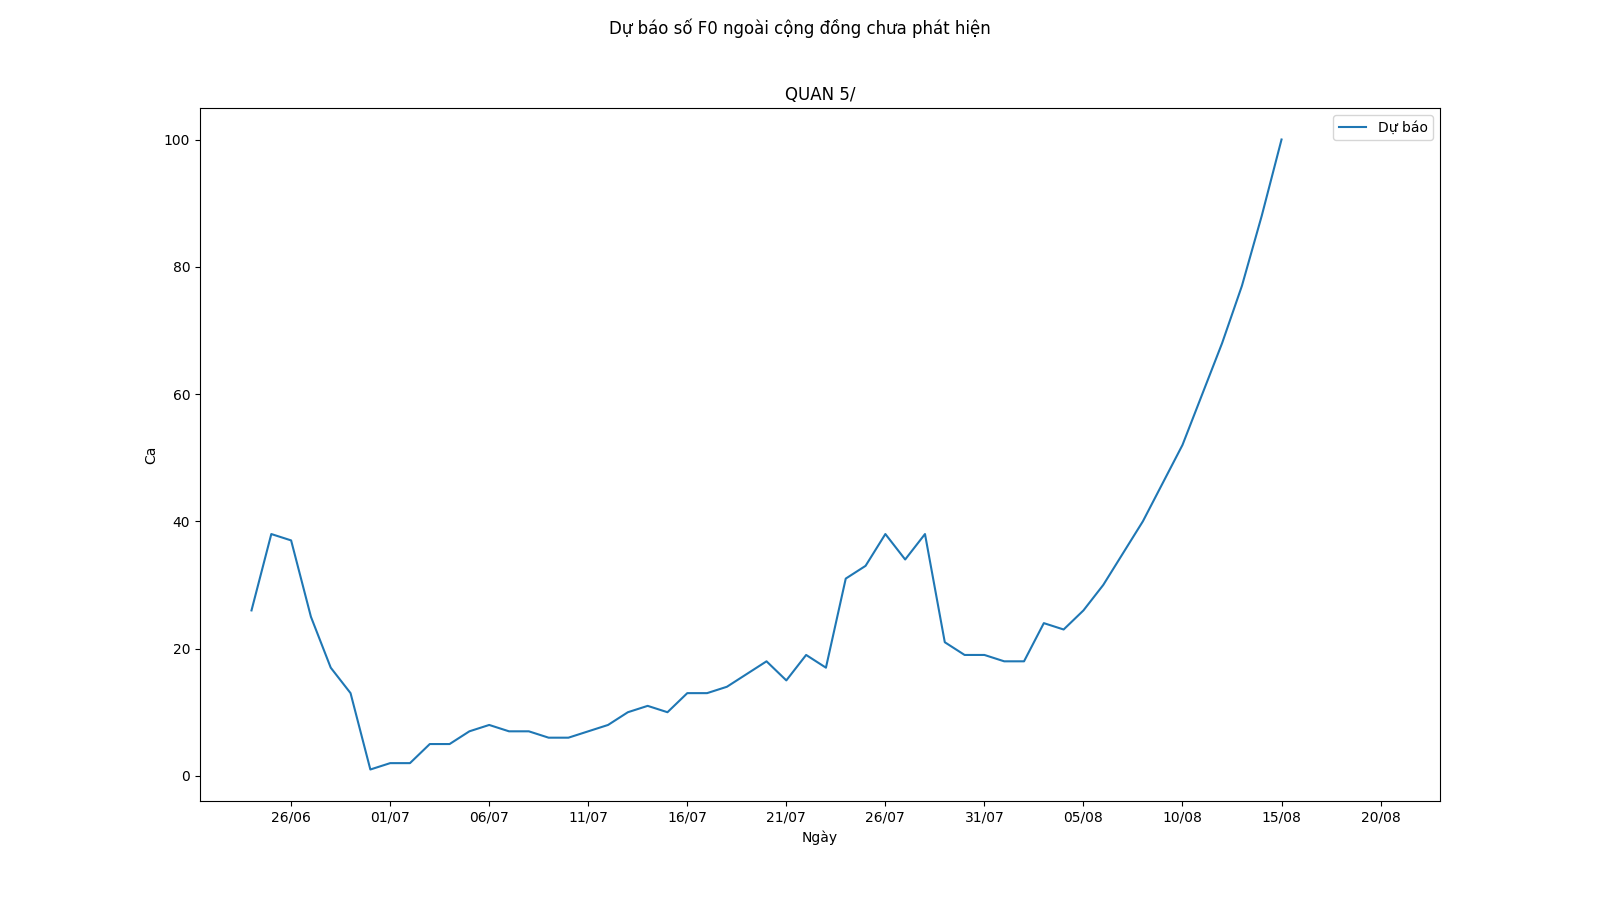 Dự báo số F0 ngoài cộng đồng chưa phát hiện
QUAN 5/
Dự báo
100
80
60
40
20
0
Ca
26/06 01/07 06/07 11/07 16/07 21/07 26/07 31/07 05/08 10/08 15/08 20/08
Ngày